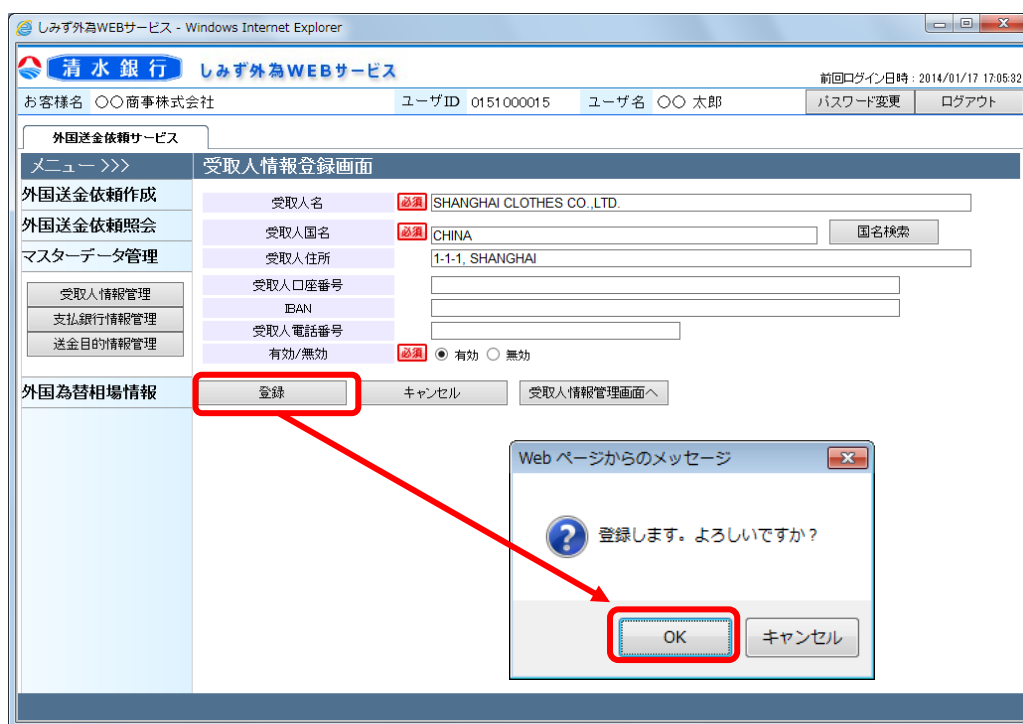 しみず外為WEBサービス - Windows Internet Explorer
清水銀行 しみず外為WEBサービス
前回ログイン日時 : 2014/01/17 17:05:32
お客様名 〇〇商事株式会社 ユーザID 0151000015 ユーザ名 〇〇 太郎 パスワード変更 ログアウト
外国送金依頼サービス
メニュー >>> 受取人情報登録画面
外国送金依頼作成
外国送金依頼照会
マスターデータ管理
受取人情報管理
支払銀行情報管理
送金目的情報管理
外国為替相場情報
受取人名 必須 SHANGHAI CLOTHES CO.,LTD.
受取人国名 必須 CHINA 国名検索
受取人住所 1-1-1, SHANGHAI
受取人口座番号
IBAN
受取人電話番号
有効/無効 必須 有効 無効
登録 キャンセル 受取人情報管理画面へ
Web ページからのメッセージ
登録します。よろしいですか？
OK キャンセル